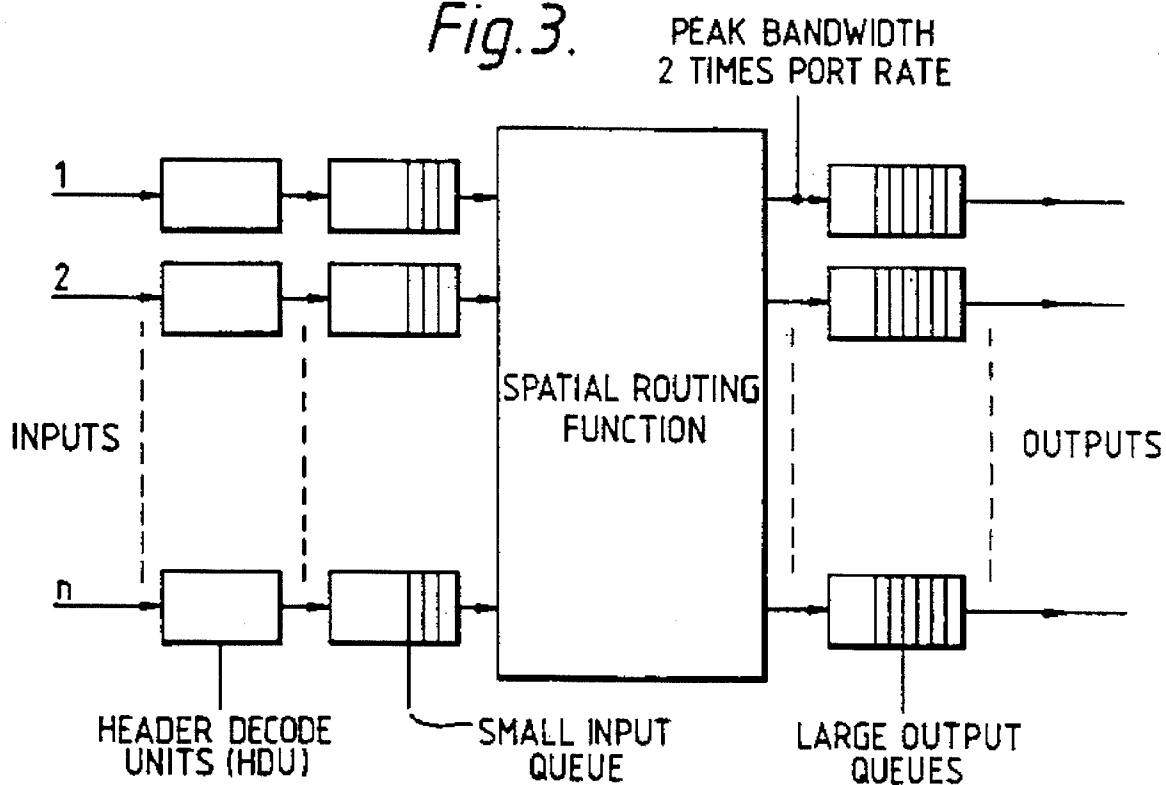 Fig.3.
PEAK BANDWIDTH
2 TIMES PORT RATE
1
2
SPATIAL ROUTING
FUNCTION
INPUTS
OUTPUTS
n
HEADER DECODE
UNITS (HDU)
SMALL INPUT
QUEUE
LARGE OUTPUT
QUEUES